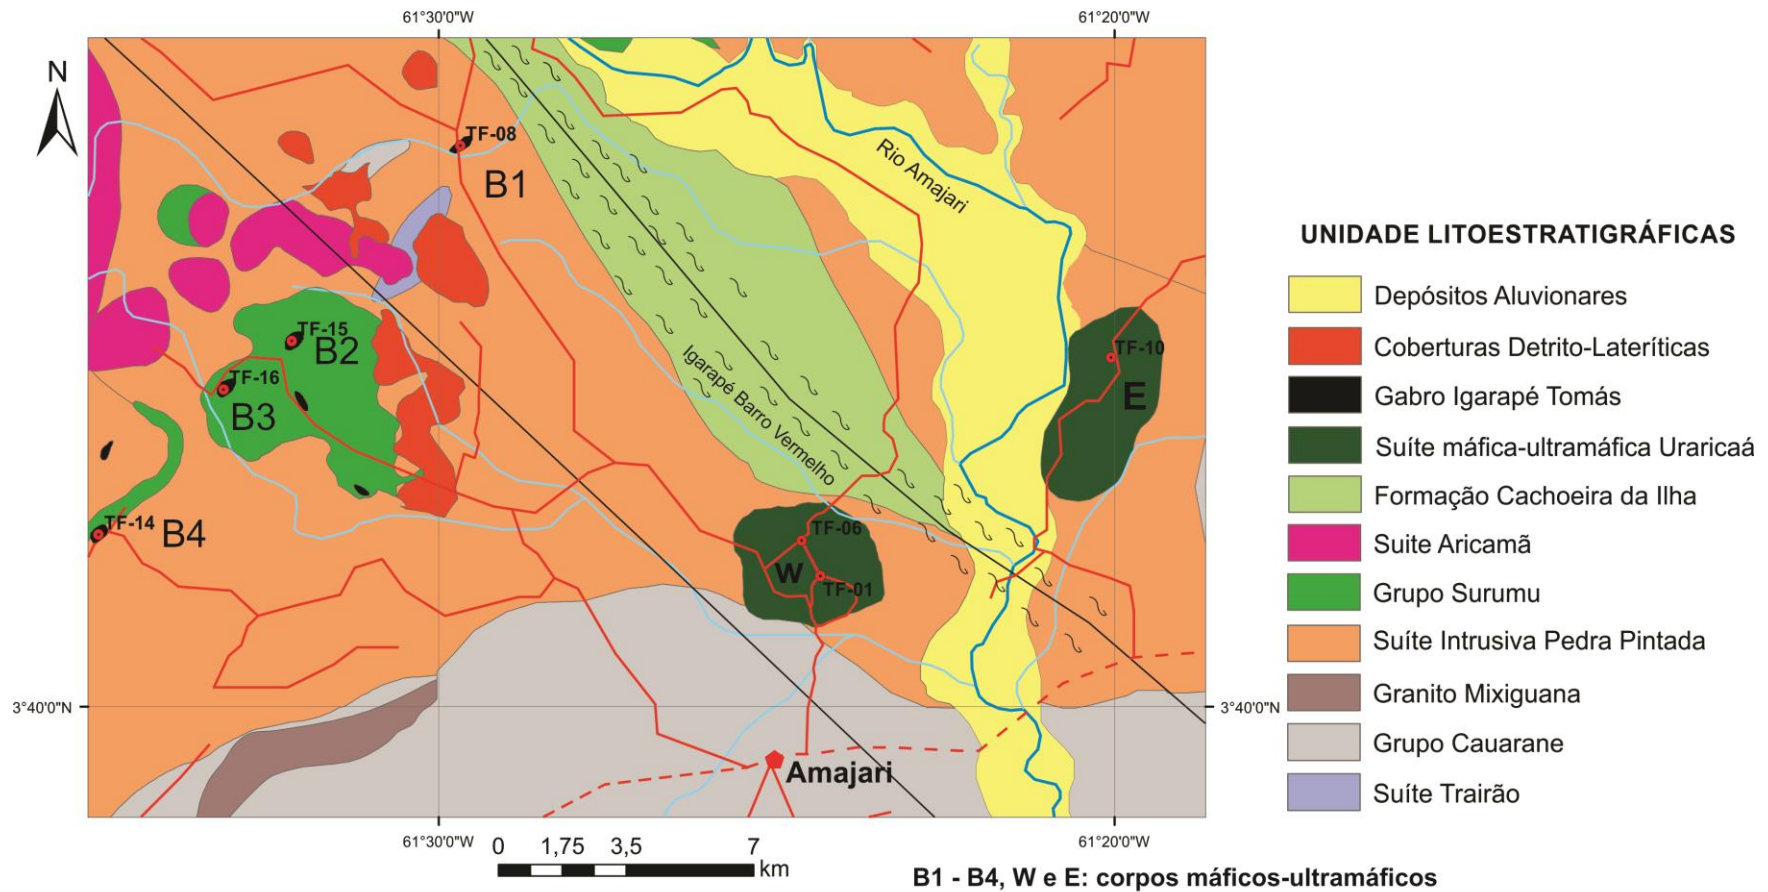 61°30'0"W
61°20'0"W
N
TF-08
B1
Rio Amajari
UNIDADE LITOESTRATIGRÁFICAS
Depósitos Aluvionares
Coberturas Detrito-Lateríticas
Gabro Igarapé Tomás
Suíte máfica-ultramáfica Uraricaá
Formação Cachoeira da Ilha
Suite Aricamã
Grupo Surumu
Suíte Intrusiva Pedra Pintada
Granito Mixiguana
Grupo Cauarane
Suíte Trairão
TF-15
B2
TF-16
B3
TF-10
E
Igarapé Barro Vermelho
TF-14
B4
TF-06
W
TF-01
3°40'0"N
3°40'0"N
Amajari
61°30'0"W
61°20'0"W
0 1,75 3,5 7
km
B1 - B4, W e E: corpos máficos-ultramáficos